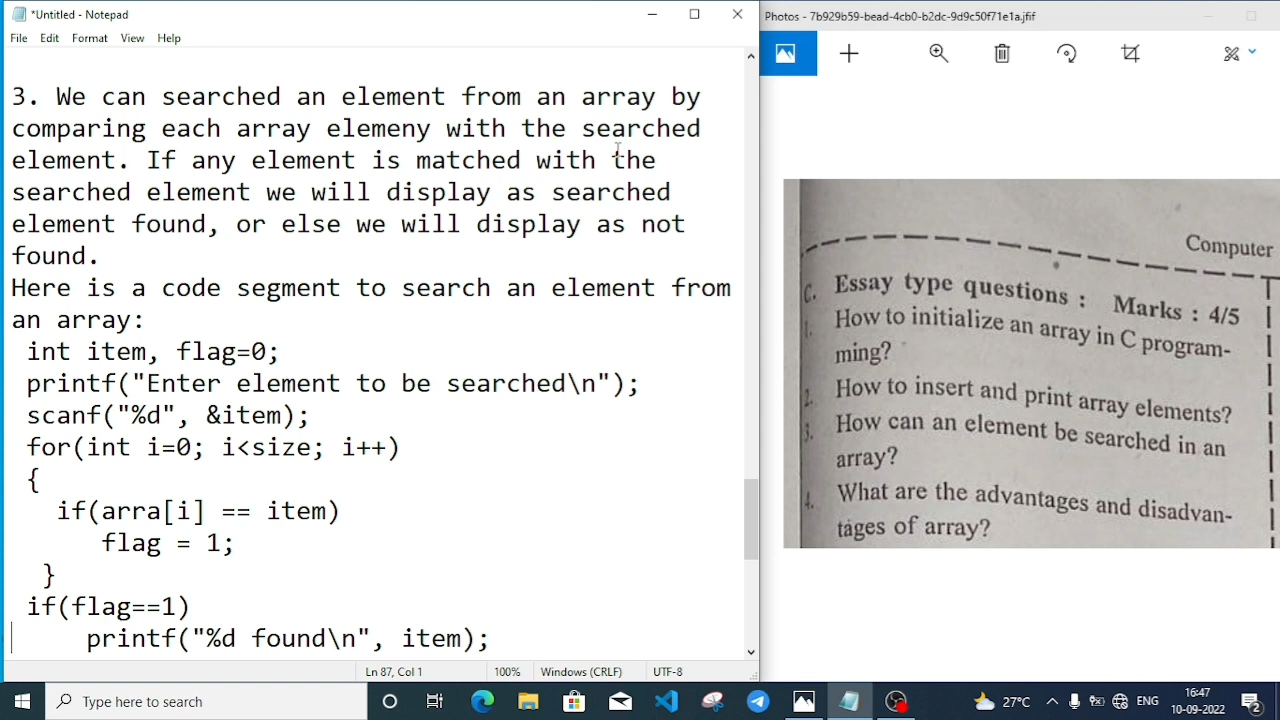 *Untitled - Notepad
File Edit Format View Help
3. We can searched an element from an array by
comparing each array elemeny with the searched
element. If any element is matched with the
searched element we will display as searched
element found, or else we will display as not
found.
Here is a code segment to search an element from
an array:
int item, flag=0;
printf("Enter element to be searched\n");
scanf("%d", &item);
for(int i=0; i<size; i++)
{
if(arra[i] == item)
flag = 1;
}
if(flag==1)
printf("%d found\n", item);
Ln 87, Col 1 100% Windows (CRLF) UTF-8
Photos - 7b929b59-bead-4cb0-b2dc-9d9c50f71e1a.jfif
Computer
C. Essay type questions : Marks : 4/5
1. How to initialize an array in C program-
ming?
2. How to insert and print array elements?
3. How can an element be searched in an
array?
4. What are the advantages and disadvan-
tages of array?
Type here to search
27°C ENG 16:47
10-09-2022 2